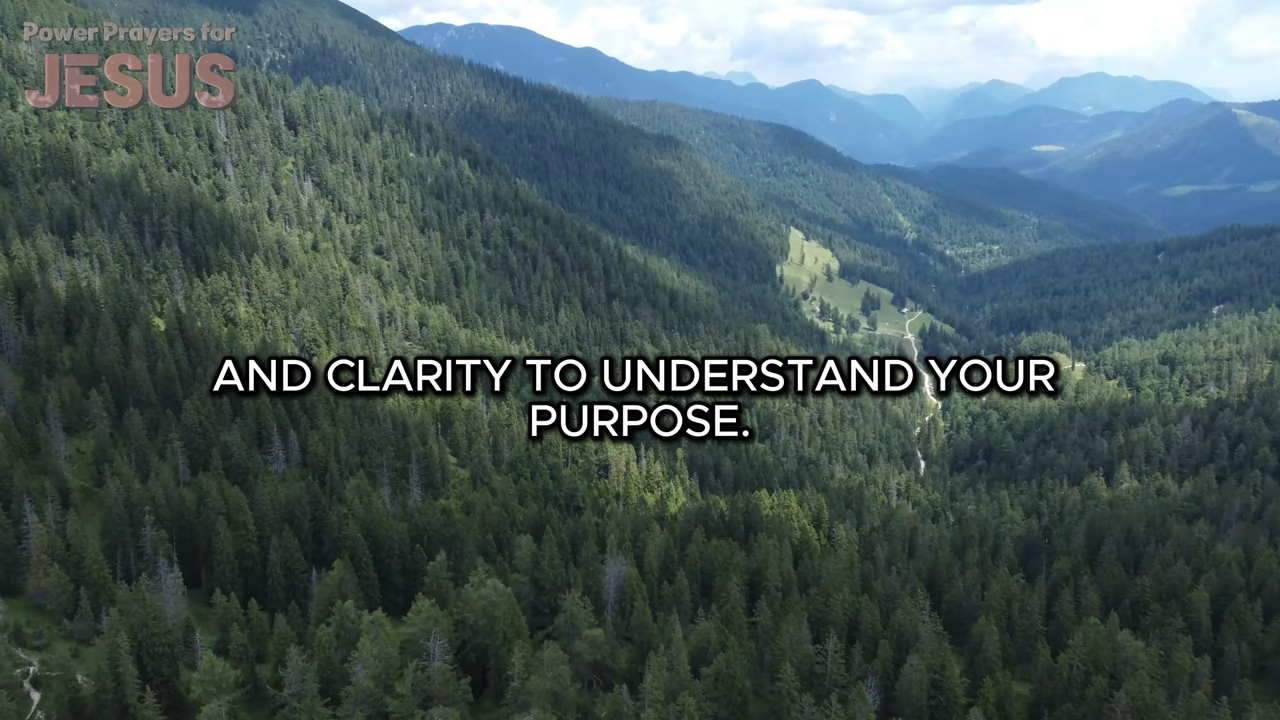 Power Prayers for
JESUS
AND CLARITY TO UNDERSTAND YOUR
PURPOSE.